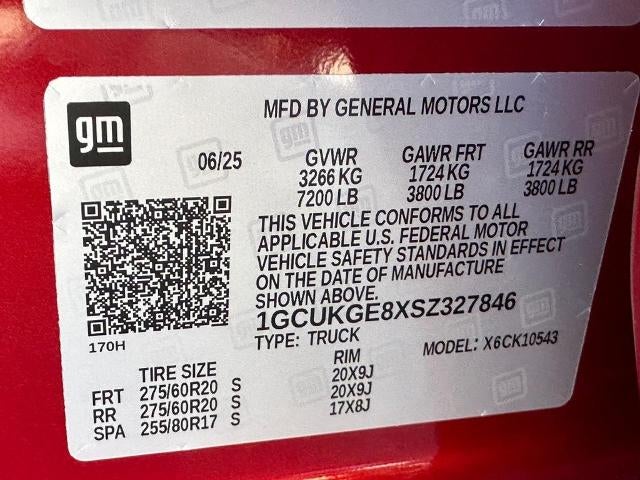 gm
MFD BY GENERAL MOTORS LLC
06/25 GVWR GAWR FRT GAWR RR
3266 KG 1724 KG 1724 KG
7200 LB 3800 LB 3800 LB
THIS VEHICLE CONFORMS TO ALL
APPLICABLE U.S. FEDERAL MOTOR
VEHICLE SAFETY STANDARDS IN EFFECT
ON THE DATE OF MANUFACTURE
SHOWN ABOVE.
1GCUKGE8XSZ327846
170H
TYPE: TRUCK MODEL: X6CK10543
TIRE SIZE RIM
FRT 275/60R20 S 20X9J
RR 275/60R20 S 20X9J
SPA 255/80R17 S 17X8J